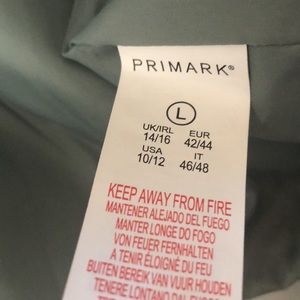 PRIMARK®
L
UK/IRL EUR
14/16 42/44
USA IT
10/12 46/48
KEEP AWAY FROM FIRE
MANTENER ALEJADO DEL FUEGO
MANTER LONGE DO FOGO
VON FEUER FERNHALTEN
A TENIR ÉLOIGNÉ DU FEU
BUITEN BEREIK VAN VUUR HOUDEN
TENERE LONTANO DAL